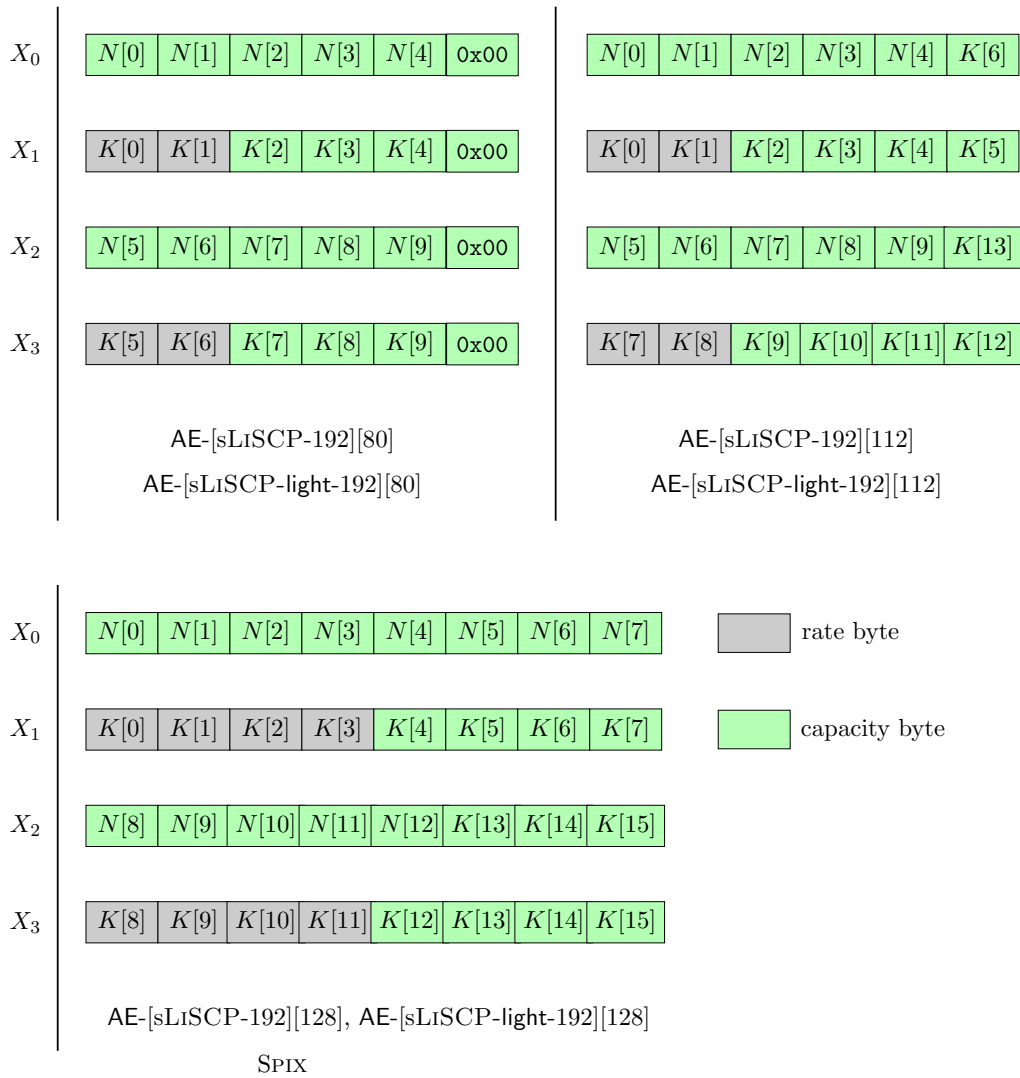 X0 N[0] N[1] N[2] N[3] N[4] 0x00
X1 K[0] K[1] K[2] K[3] K[4] 0x00
X2 N[5] N[6] N[7] N[8] N[9] 0x00
X3 K[5] K[6] K[7] K[8] K[9] 0x00
AE-[sLiSCP-192][80]
AE-[sLiSCP-light-192][80]
N[0] N[1] N[2] N[3] N[4] K[6]
K[0] K[1] K[2] K[3] K[4] K[5]
N[5] N[6] N[7] N[8] N[9] K[13]
K[7] K[8] K[9] K[10] K[11] K[12]
AE-[sLiSCP-192][112]
AE-[sLiSCP-light-192][112]
X0 N[0] N[1] N[2] N[3] N[4] N[5] N[6] N[7]
X1 K[0] K[1] K[2] K[3] K[4] K[5] K[6] K[7]
X2 N[8] N[9] N[10] N[11] N[12] K[13] K[14] K[15]
X3 K[8] K[9] K[10] K[11] K[12] K[13] K[14] K[15]
rate byte
capacity byte
AE-[sLiSCP-192][128], AE-[sLiSCP-light-192][128]
Spix